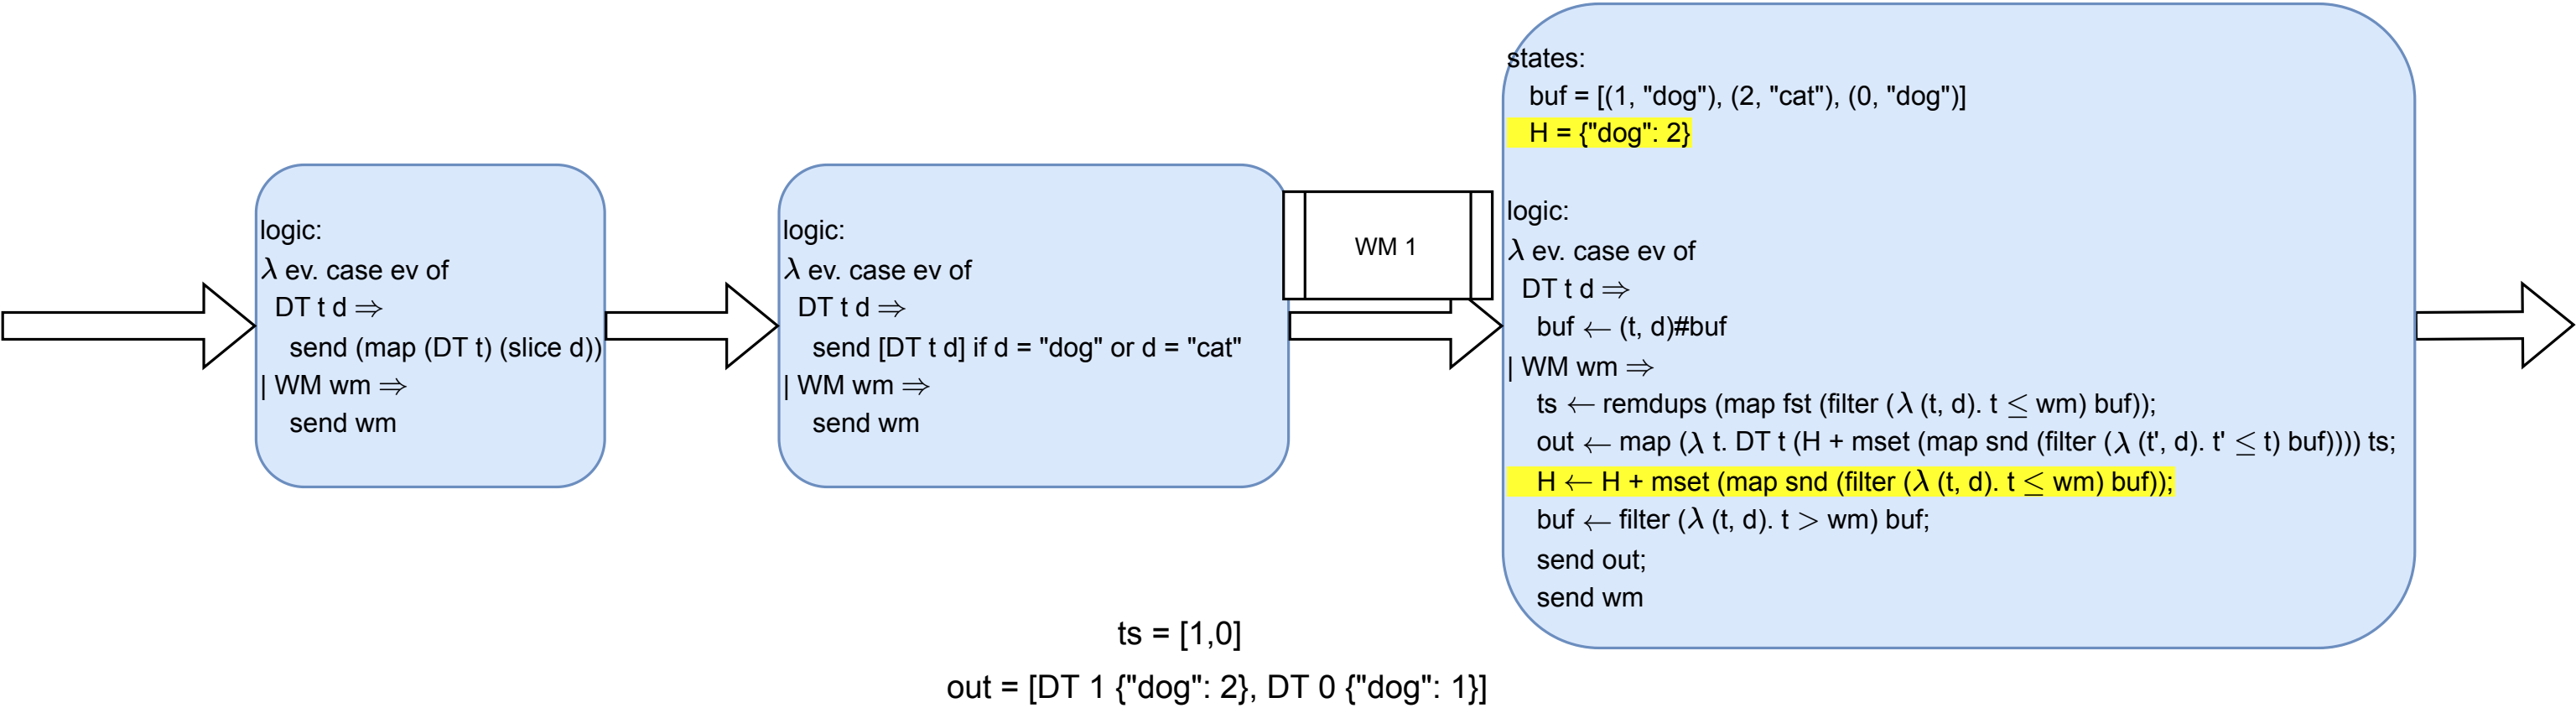 logic:
λ ev. case ev of
DT t d ⇒
send (map (DT t) (slice d))
| WM wm ⇒
send wm
logic:
λ ev. case ev of
DT t d ⇒
send [DT t d] if d = "dog" or d = "cat"
| WM wm ⇒
send wm
WM 1
states:
buf = [(1, "dog"), (2, "cat"), (0, "dog")]
H = {"dog": 2}
logic:
λ ev. case ev of
DT t d ⇒
buf ← (t, d)#buf
| WM wm ⇒
ts ← remdups (map fst (filter (λ (t, d). t ≤ wm) buf));
out ← map (λ t. DT t (H + mset (map snd (filter (λ (t', d). t' ≤ t) buf)))) ts;
H ← H + mset (map snd (filter (λ (t, d). t ≤ wm) buf));
buf ← filter (λ (t, d). t > wm) buf;
send out;
send wm
ts = [1,0]
out = [DT 1 {"dog": 2}, DT 0 {"dog": 1}]